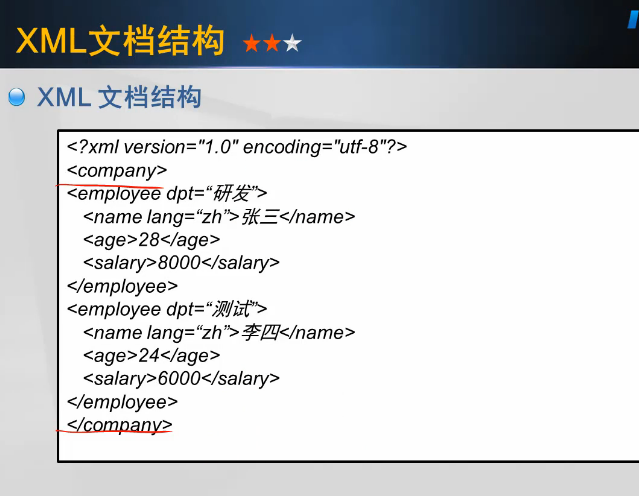 XML文档结构
XML 文档结构
<?xml version="1.0" encoding="utf-8"?>
<company>
<employee dpt=“研发”>
<name lang=“zh”>张三</name>
<age>28</age>
<salary>8000</salary>
</employee>
<employee dpt=“测试”>
<name lang=“zh”>李四</name>
<age>24</age>
<salary>6000</salary>
</employee>
</company>